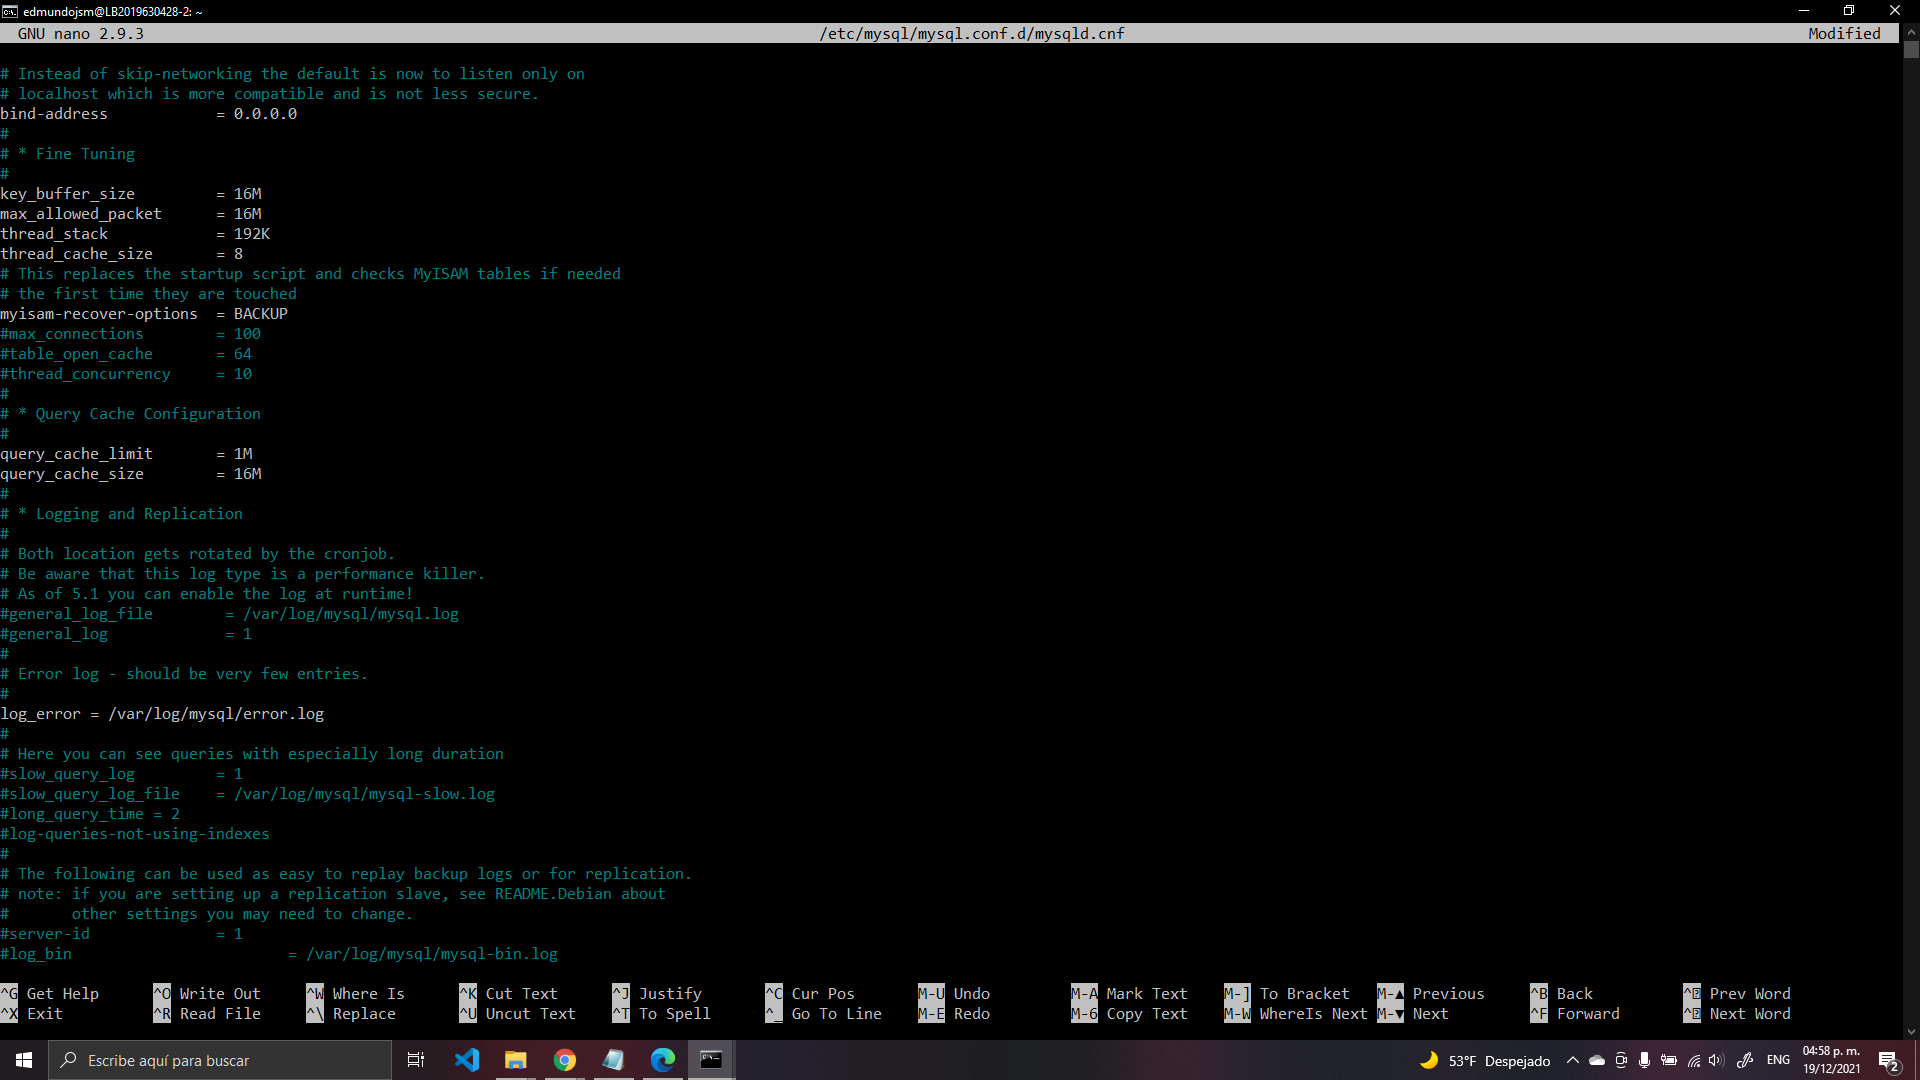 edmundojsm@LB2019630428-2: ~
GNU nano 2.9.3 /etc/mysql/mysql.conf.d/mysqld.cnf Modified
# Instead of skip-networking the default is now to listen only on
# localhost which is more compatible and is not less secure.
bind-address = 0.0.0.0
#
# * Fine Tuning
#
key_buffer_size = 16M
max_allowed_packet = 16M
thread_stack = 192K
thread_cache_size = 8
# This replaces the startup script and checks MyISAM tables if needed
# the first time they are touched
myisam-recover-options = BACKUP
#max_connections = 100
#table_open_cache = 64
#thread_concurrency = 10
#
# * Query Cache Configuration
#
query_cache_limit = 1M
query_cache_size = 16M
#
# * Logging and Replication
#
# Both location gets rotated by the cronjob.
# Be aware that this log type is a performance killer.
# As of 5.1 you can enable the log at runtime!
#general_log_file = /var/log/mysql/mysql.log
#general_log = 1
#
# Error log - should be very few entries.
#
log_error = /var/log/mysql/error.log
#
# Here you can see queries with especially long duration
#slow_query_log = 1
#slow_query_log_file = /var/log/mysql/mysql-slow.log
#long_query_time = 2
#log-queries-not-using-indexes
#
# The following can be used as easy to replay backup logs or for replication.
# note: if you are setting up a replication slave, see README.Debian about
# other settings you may need to change.
#server-id = 1
#log_bin = /var/log/mysql/mysql-bin.log
^G Get Help ^O Write Out ^W Where Is ^K Cut Text ^J Justify ^C Cur Pos M-U Undo M-A Mark Text M-] To Bracket M-▲ Previous ^B Back ^ Prev Word
^X Exit ^R Read File ^\ Replace ^U Uncut Text ^T To Spell ^_ Go To Line M-E Redo M-6 Copy Text M-W WhereIs Next M-▼ Next ^F Forward ^ Next Word
Escribe aquí para buscar 53°F Despejado ENG 04:58 p. m.
19/12/2021 2